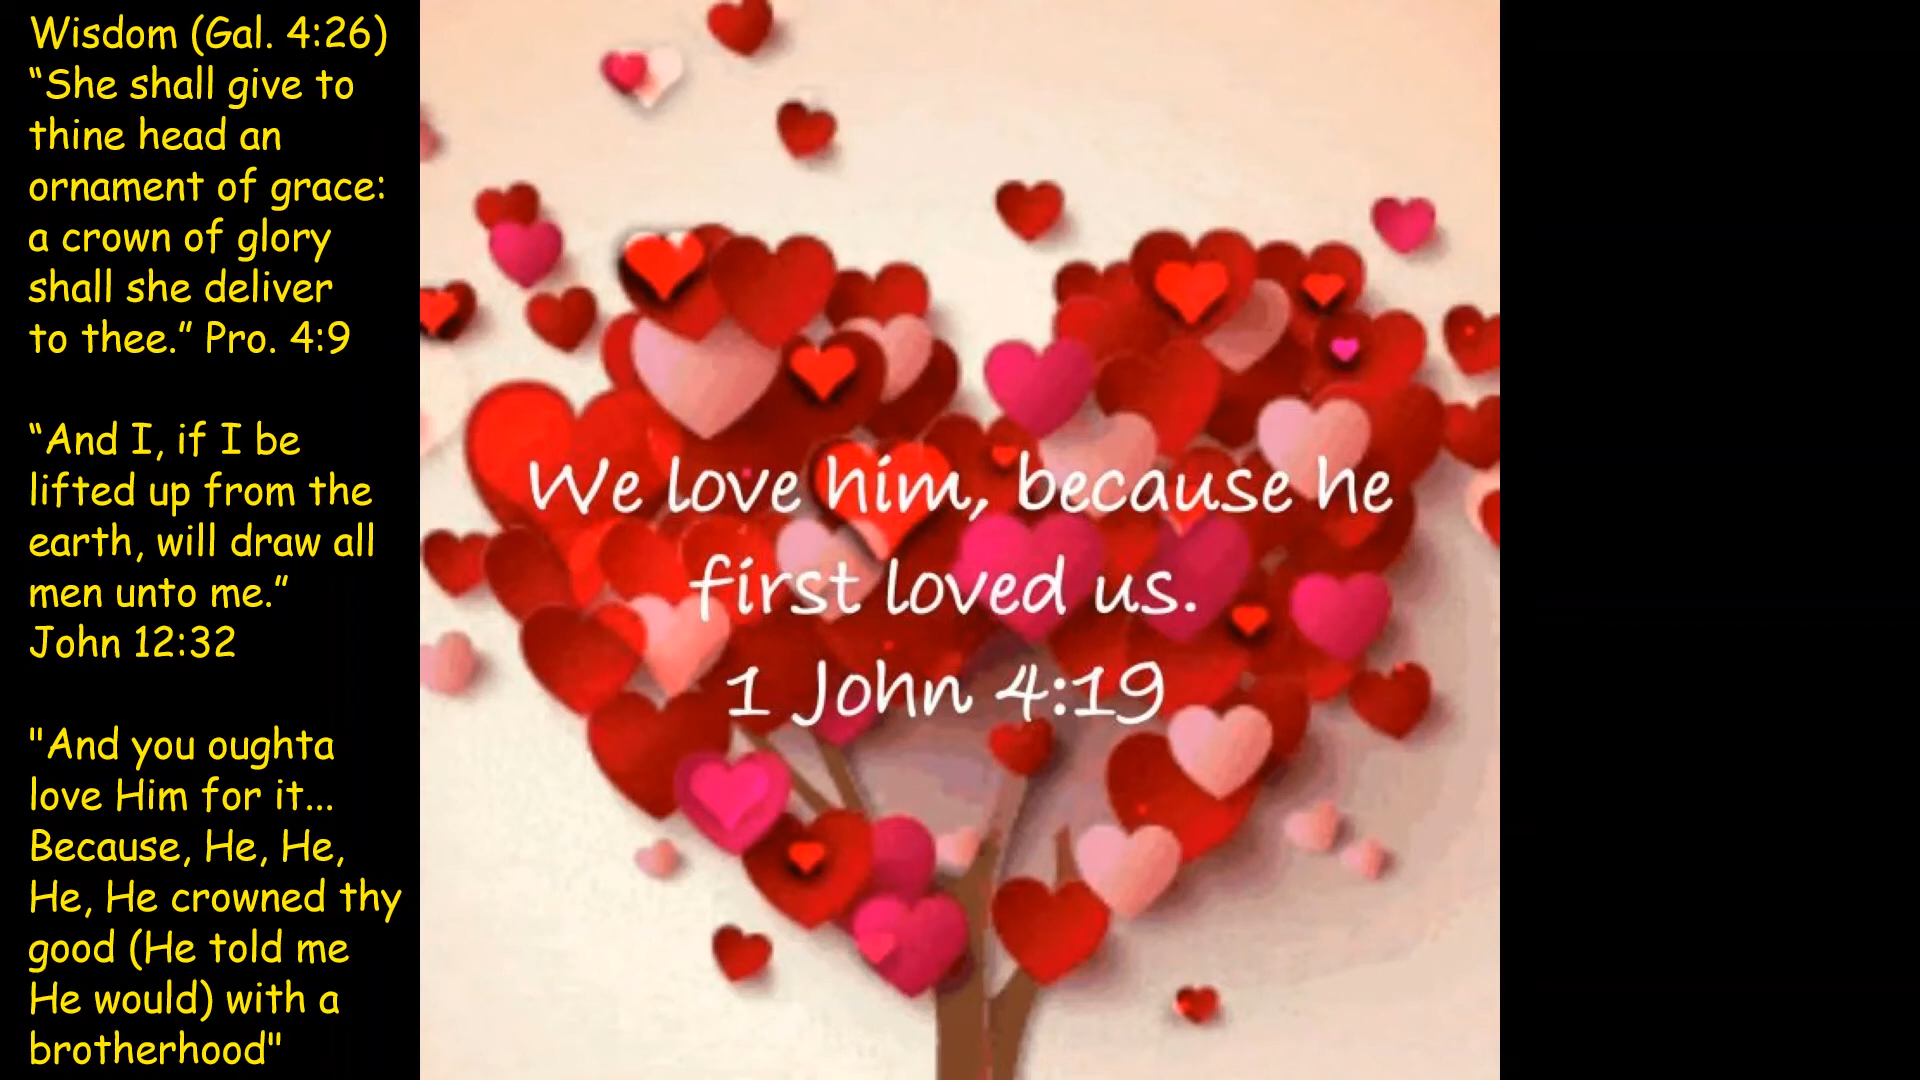 Wisdom (Gal. 4:26)
“She shall give to
thine head an
ornament of grace:
a crown of glory
shall she deliver
to thee.” Pro. 4:9
“And I, if I be
lifted up from the
earth, will draw all
men unto me.”
John 12:32
"And you oughta
love Him for it...
Because, He, He,
He, He crowned thy
good (He told me
He would) with a
brotherhood"
We love him, because he
first loved us.
1 John 4:19